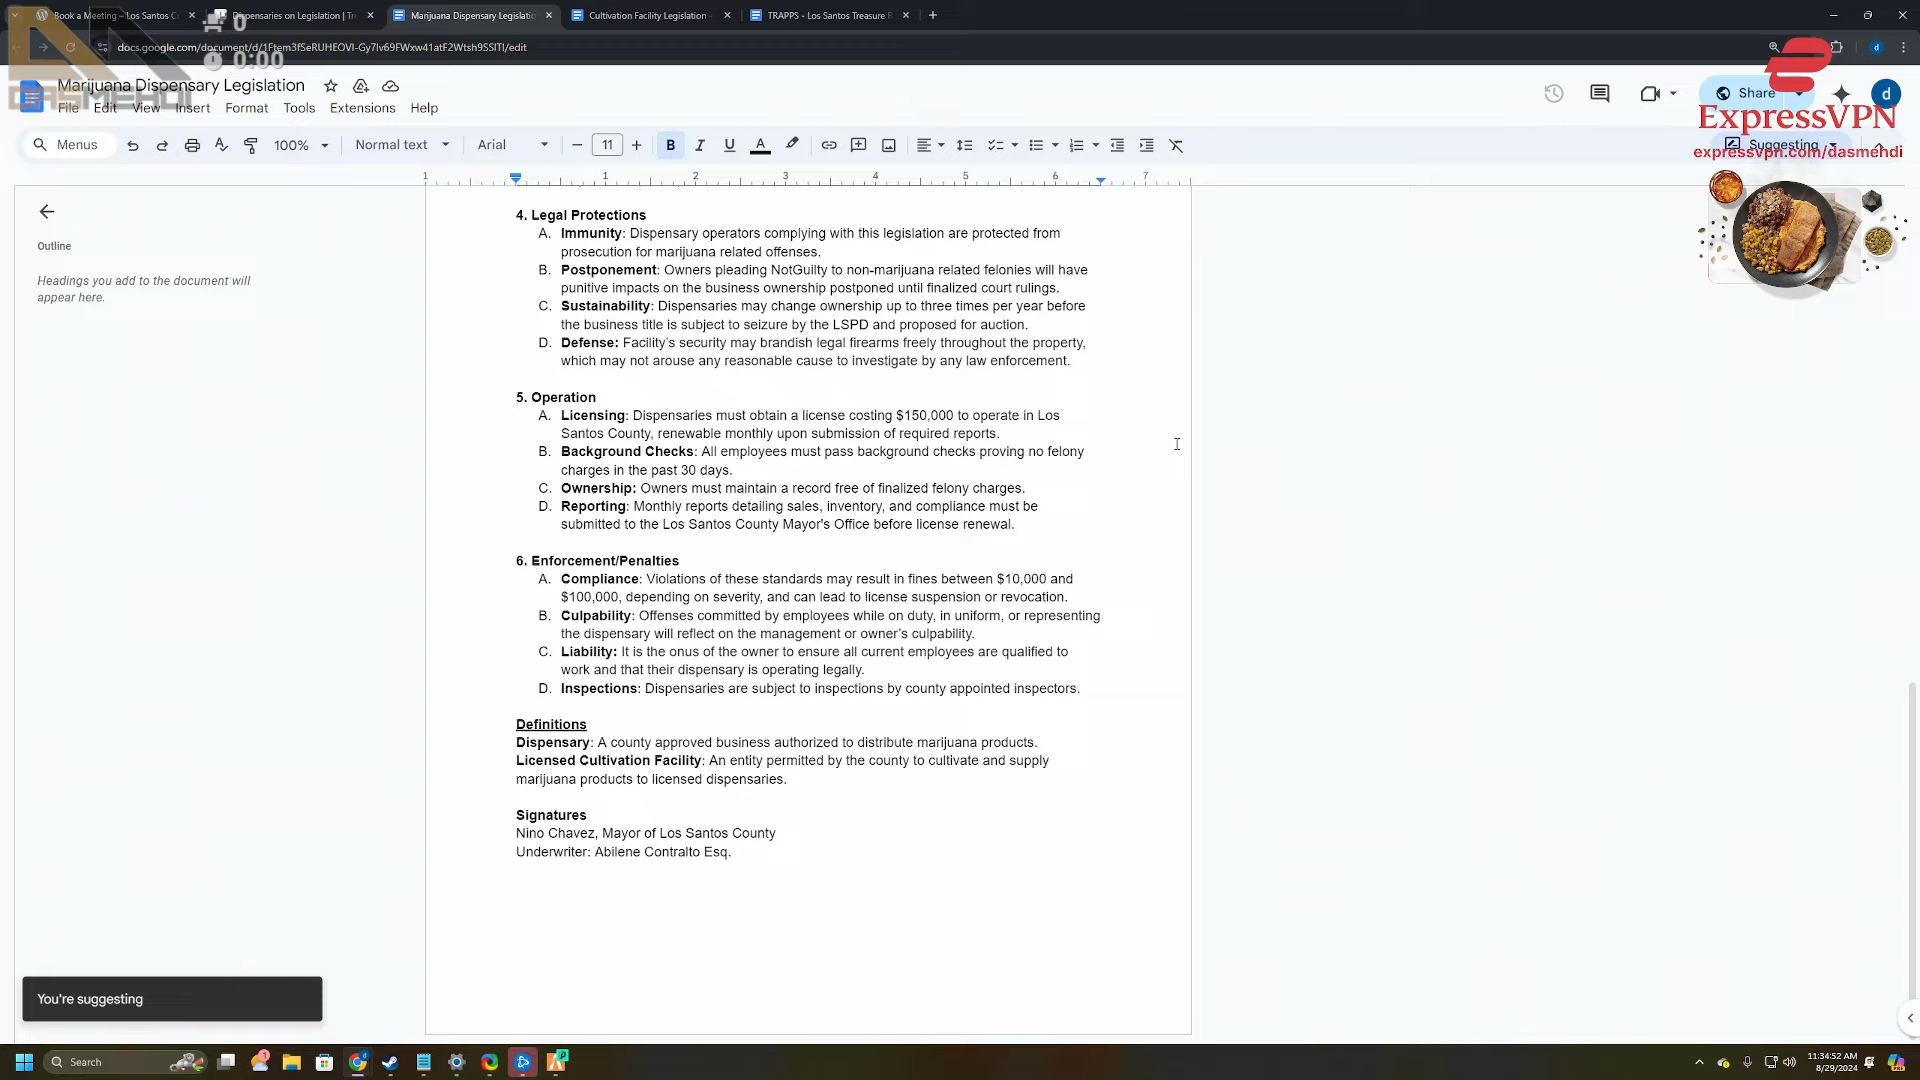 Book a Meeting – Los Santos C
Dispensaries on Legislation | Tr
Marijuana Dispensary Legislatio
Cultivation Facility Legislation -
TRAPPS - Los Santos Treasure R
0
docs.google.com/document/d/1Ftem3fSeRUHEOVI-Gy7lv69FWxw41atF2Wtsh9SSlTI/edit
0:00
DASMEHDI
Marijuana Dispensary Legislation
File Edit View Insert Format Tools Extensions Help
Share
d
ExpressVPN
expressvpn.com/dasmehdi
Menus
100%
Normal text
Arial
11
B
Suggesting
1 1 2 3 4 5 6 7
Outline
Headings you add to the document will
appear here.
4. Legal Protections
A. Immunity: Dispensary operators complying with this legislation are protected from
prosecution for marijuana related offenses.
B. Postponement: Owners pleading NotGuilty to non-marijuana related felonies will have
punitive impacts on the business ownership postponed until finalized court rulings.
C. Sustainability: Dispensaries may change ownership up to three times per year before
the business title is subject to seizure by the LSPD and proposed for auction.
D. Defense: Facility's security may brandish legal firearms freely throughout the property,
which may not arouse any reasonable cause to investigate by any law enforcement.
5. Operation
A. Licensing: Dispensaries must obtain a license costing $150,000 to operate in Los
Santos County, renewable monthly upon submission of required reports.
B. Background Checks: All employees must pass background checks proving no felony
charges in the past 30 days.
C. Ownership: Owners must maintain a record free of finalized felony charges.
D. Reporting: Monthly reports detailing sales, inventory, and compliance must be
submitted to the Los Santos County Mayor's Office before license renewal.
6. Enforcement/Penalties
A. Compliance: Violations of these standards may result in fines between $10,000 and
$100,000, depending on severity, and can lead to license suspension or revocation.
B. Culpability: Offenses committed by employees while on duty, in uniform, or representing
the dispensary will reflect on the management or owner's culpability.
C. Liability: It is the onus of the owner to ensure all current employees are qualified to
work and that their dispensary is operating legally.
D. Inspections: Dispensaries are subject to inspections by county appointed inspectors.
Definitions
Dispensary: A county approved business authorized to distribute marijuana products.
Licensed Cultivation Facility: An entity permitted by the county to cultivate and supply
marijuana products to licensed dispensaries.
Signatures
Nino Chavez, Mayor of Los Santos County
Underwriter: Abilene Contralto Esq.
You're suggesting
Search
11:34:52 AM
8/29/2024